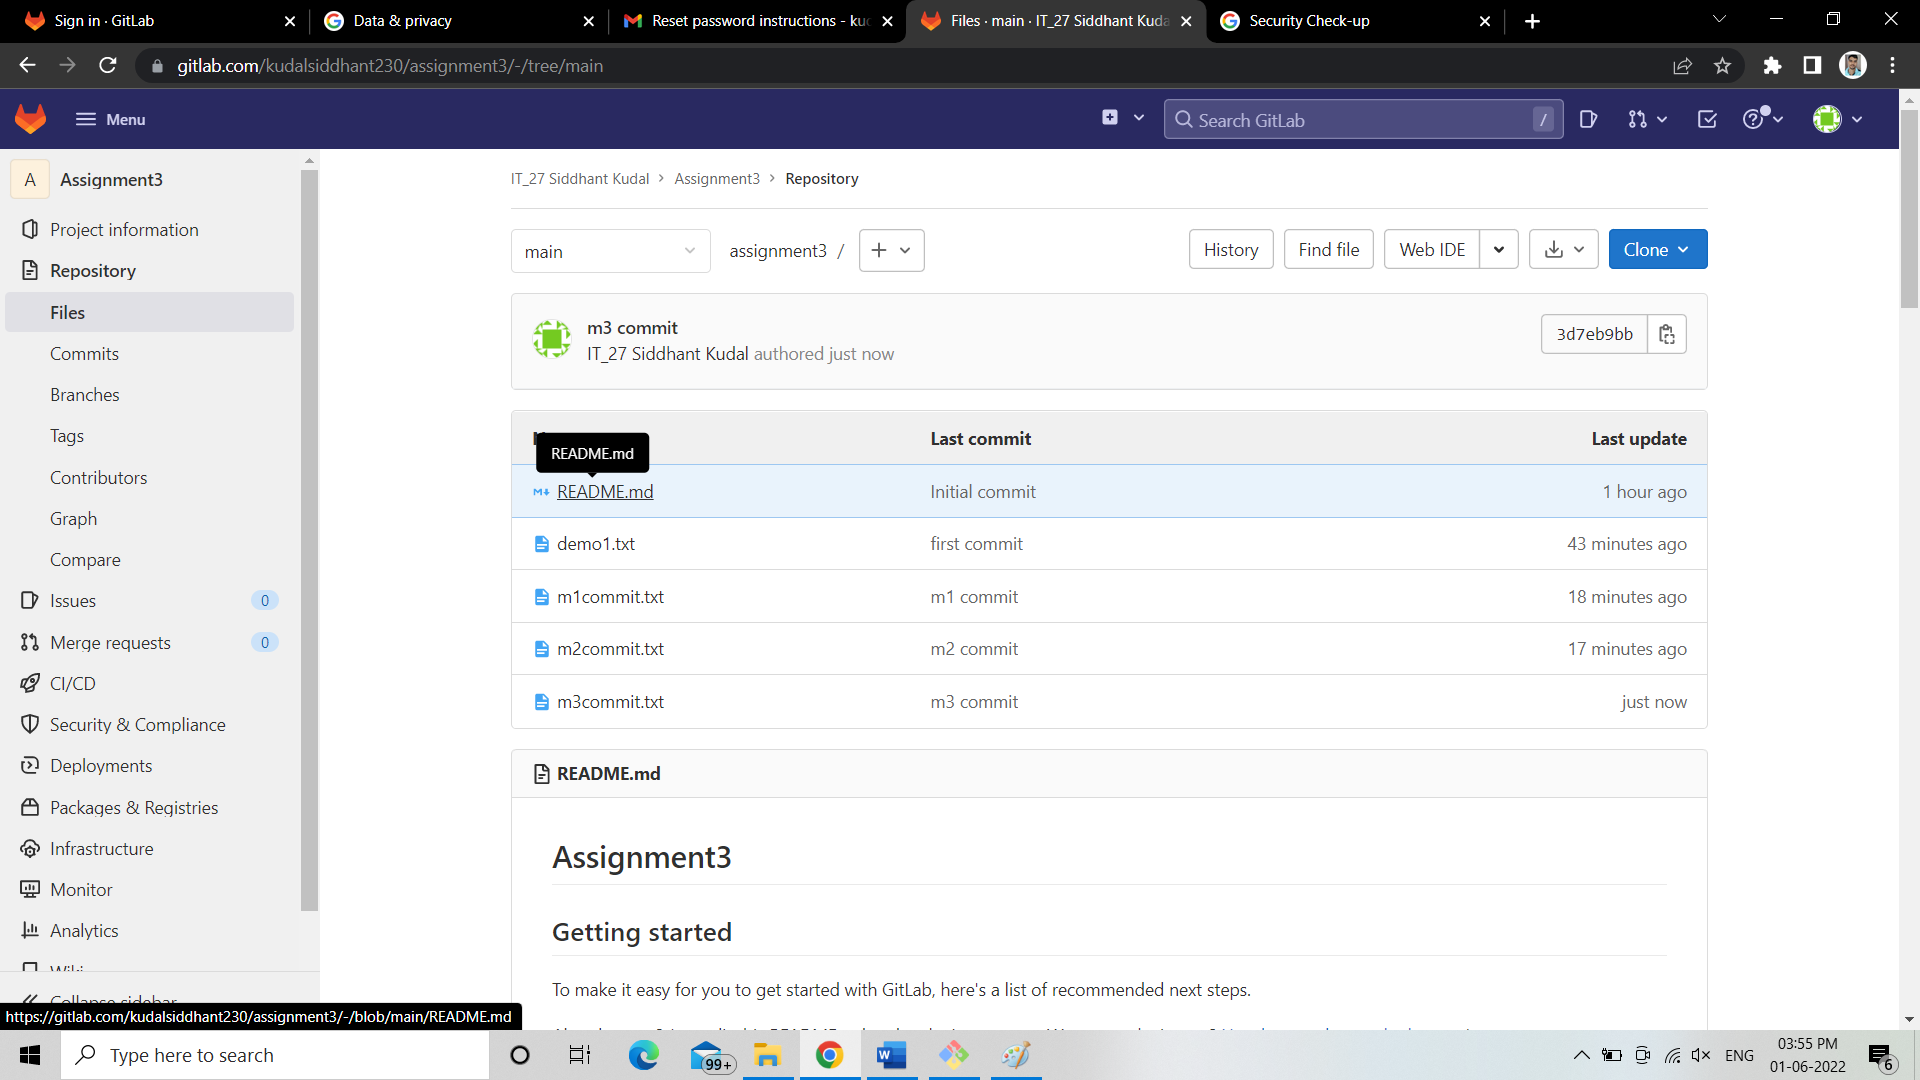 Sign in · GitLab
Data & privacy
Reset password instructions - kud
Files · main · IT_27 Siddhant Kuda
Security Check-up
gitlab.com/kudalsiddhant230/assignment3/-/tree/main
Menu
Search GitLab
/
A Assignment3
Project information
Repository
Files
Commits
Branches
Tags
Contributors
Graph
Compare
Issues 0
Merge requests 0
CI/CD
Security & Compliance
Deployments
Packages & Registries
Infrastructure
Monitor
Analytics
Wiki
Collapse sidebar
IT_27 Siddhant Kudal > Assignment3 > Repository
main
assignment3 /
History
Find file
Web IDE
Clone
m3 commit
IT_27 Siddhant Kudal authored just now
3d7eb9bb
Last commit
Last update
README.md
README.md Initial commit 1 hour ago
demo1.txt first commit 43 minutes ago
m1commit.txt m1 commit 18 minutes ago
m2commit.txt m2 commit 17 minutes ago
m3commit.txt m3 commit just now
README.md
Assignment3
Getting started
To make it easy for you to get started with GitLab, here's a list of recommended next steps.
https://gitlab.com/kudalsiddhant230/assignment3/-/blob/main/README.md
Type here to search
99+
ENG
03:55 PM
01-06-2022
6